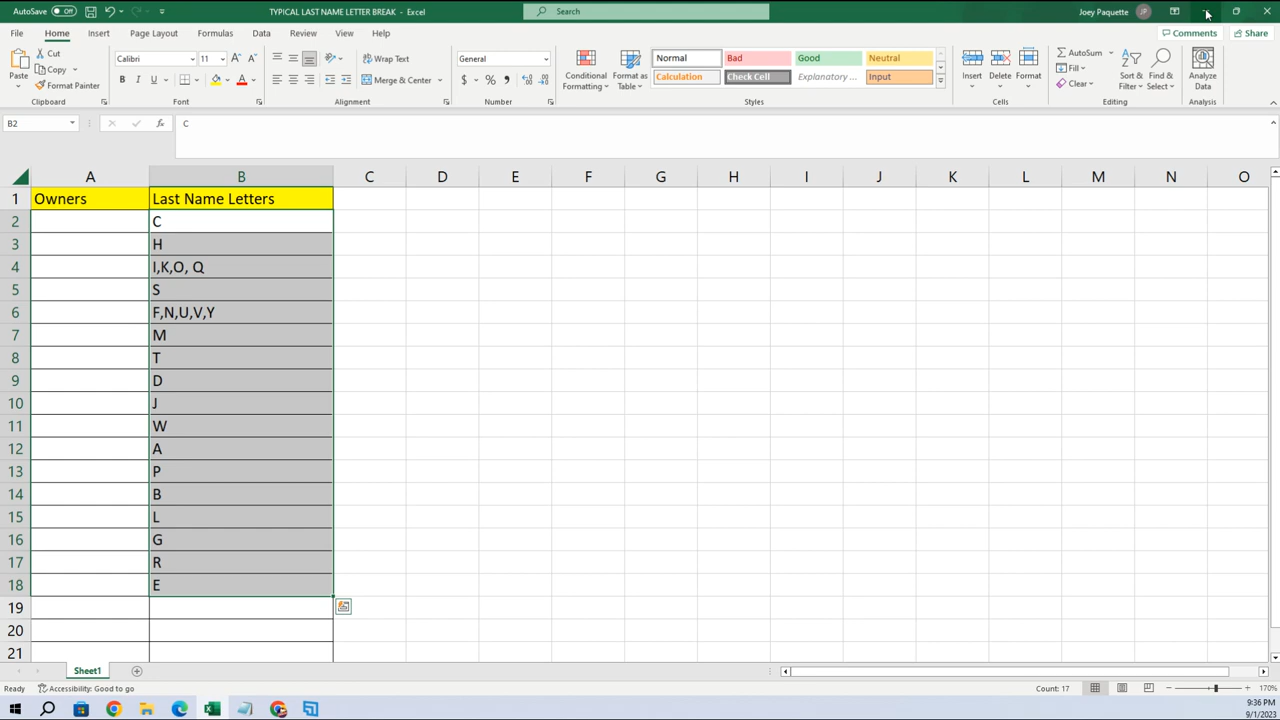 AutoSave Off TYPICAL LAST NAME LETTER BREAK - Excel Search Joey Paquette JP
File Home Insert Page Layout Formulas Data Review View Help Comments Share
Paste Cut Copy Format Painter Clipboard
Calibri 11 A A B I U A Font
Wrap Text Merge & Center Alignment
General $ % , Number
Conditional Formatting Format as Table
Normal Bad Good Neutral
Calculation Check Cell Explanatory ... Input
Styles
Insert Delete Format Cells
AutoSum Fill Clear Sort & Filter Find & Select Editing
Analyze Data Analysis
B2 fx C
A B C D E F G H I J K L M N O
1 Owners Last Name Letters
2 C
3 H
4 I,K,O, Q
5 S
6 F,N,U,V,Y
7 M
8 T
9 D
10 J
11 W
12 A
13 P
14 B
15 L
16 G
17 R
18 E
19
20
21
Sheet1
Ready Accessibility: Good to go Count: 17 170%
9:36 PM
9/1/2023